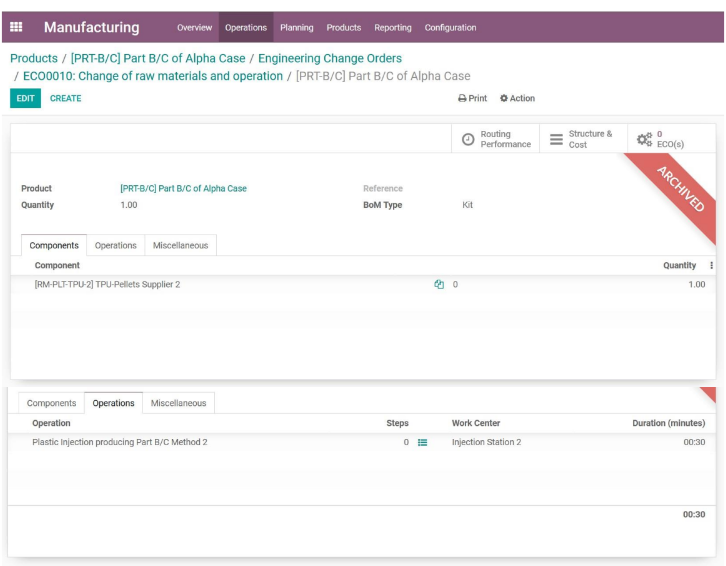 Manufacturing Overview Operations Planning Products Reporting Configuration
Products / [PRT-B/C] Part B/C of Alpha Case / Engineering Change Orders
/ ECO0010: Change of raw materials and operation / [PRT-B/C] Part B/C of Alpha Case
EDIT CREATE Print Action
Routing Performance Structure & Cost 0 ECO(s)
ARCHIVED
Product [PRT-B/C] Part B/C of Alpha Case Reference
Quantity 1.00 BoM Type Kit
Components Operations Miscellaneous
Component Quantity
[RM-PLT-TPU-2] TPU-Pellets Supplier 2 0 1.00
Components Operations Miscellaneous
Operation Steps Work Center Duration (minutes)
Plastic Injection producing Part B/C Method 2 0 Injection Station 2 00:30
00:30